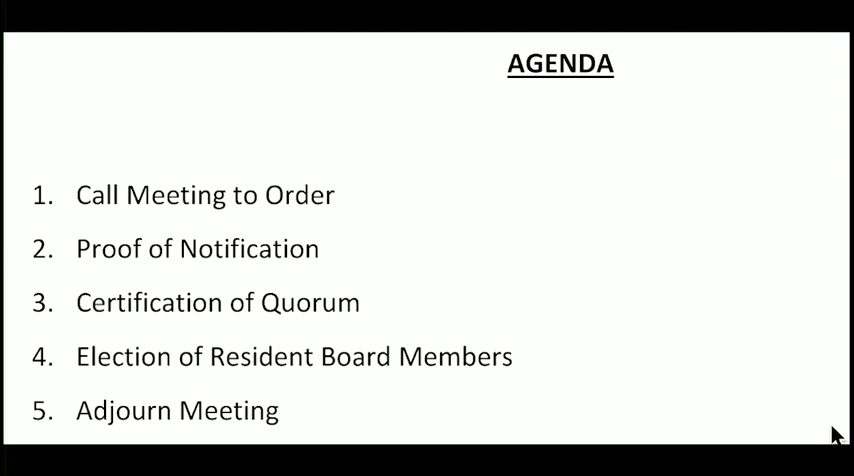 AGENDA
1. Call Meeting to Order
2. Proof of Notification
3. Certification of Quorum
4. Election of Resident Board Members
5. Adjourn Meeting